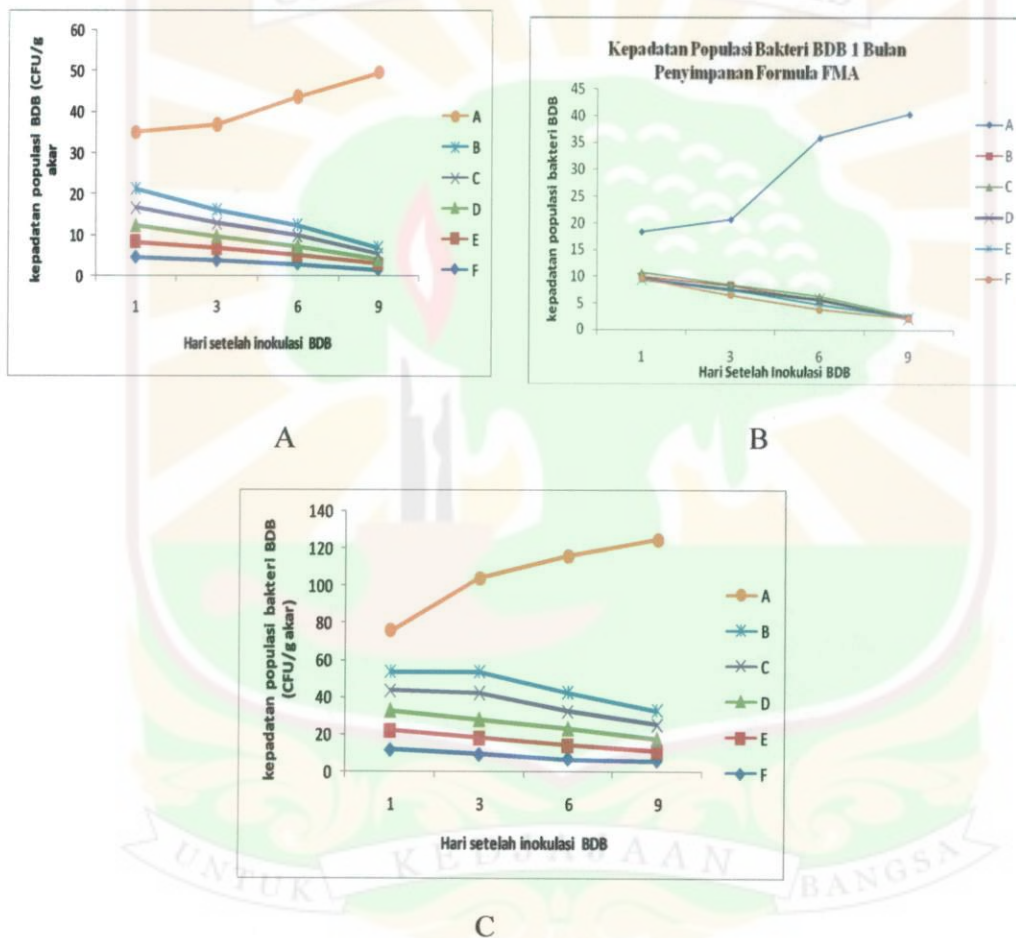 kepadatan populasi BDB (CFU/g
akar
60
50
40
30
20
10
0
1 3 6 9
Hari setelah inokulasi BDB
A
B
C
D
E
F
A
Kepadatan Populasi Bakteri BDB 1 Bulan
Penyimpanan Formula FMA
kepadatan populasi bakteri BDB
45
40
35
30
25
20
15
10
5
0
1 3 6 9
Hari Setelah Inokulasi BDB
A
B
C
D
E
F
B
kepadatan populasi bakteri BDB
(CFU/g akar)
140
120
100
80
60
40
20
0
1 3 6 9
Hari setelah inokulasi BDB
A
B
C
D
E
F
UNTUK KEDJAJAAN BANGSA
C